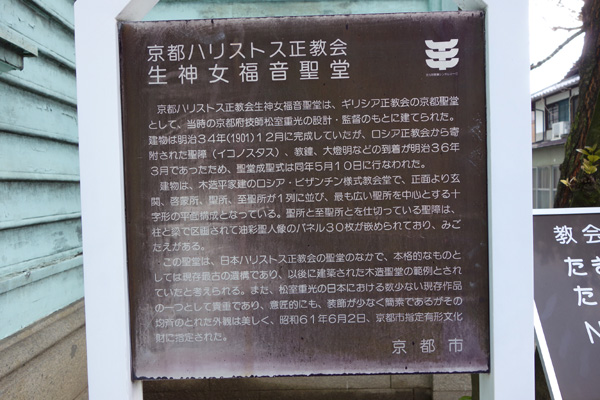 京都ハリストス正教会
生神女福音聖堂
京都ハリストス正教会生神女福音聖堂は、ギリシア正教会の京都聖堂
として、当時の京都府技師松室重光の設計・監督のもとに建てられた。
建物は明治34年(1901)12月に完成していたが、ロシア正教会から寄
附された聖障(イコノスタス)、教鐘、大燈明などの到着が明治36年
3月であったため、聖堂成聖式は同年5月10日に行なわれた。
建物は、木造平家建のロシア・ビザンチン様式教会堂で、正面より玄
関、啓蒙所、聖所、至聖所が1列に並び、最も広い聖所を中心とする十
字形の平面構成となっている。聖所と至聖所とを仕切っている聖障は、
柱と梁で区画されて油彩聖人像のパネル30枚が嵌められており、みご
たえがある。
この聖堂は、日本ハリストス正教会の聖堂のなかで、本格的なものと
しては現存最古の遺構であり、以後に建築された木造聖堂の範例とされ
ていたと考えられる。また、松室重光の日本における数少ない現存作品
の一つとして貴重であり、意匠的にも、装飾が少なく簡素であるがその
均斉のとれた外観は美しく、昭和61年6月2日、京都市指定有形文化
財に指定された。
京都市
教会
たき
た
N